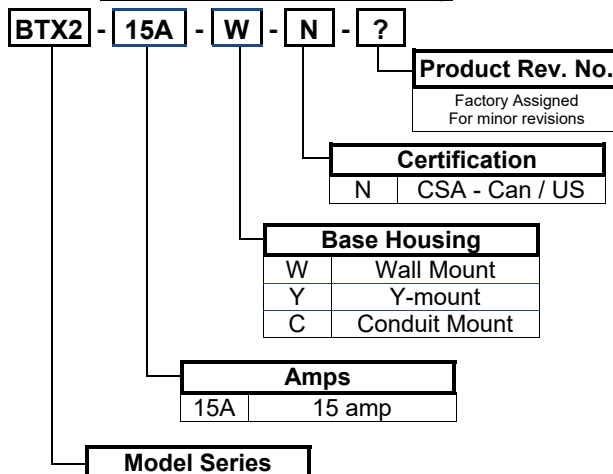 BTX2 - 15A - W - N - ?
Product Rev. No.
Factory Assigned
For minor revisions
Certification
N CSA - Can / US
Base Housing
W Wall Mount
Y Y-mount
C Conduit Mount
Amps
15A 15 amp
Model Series